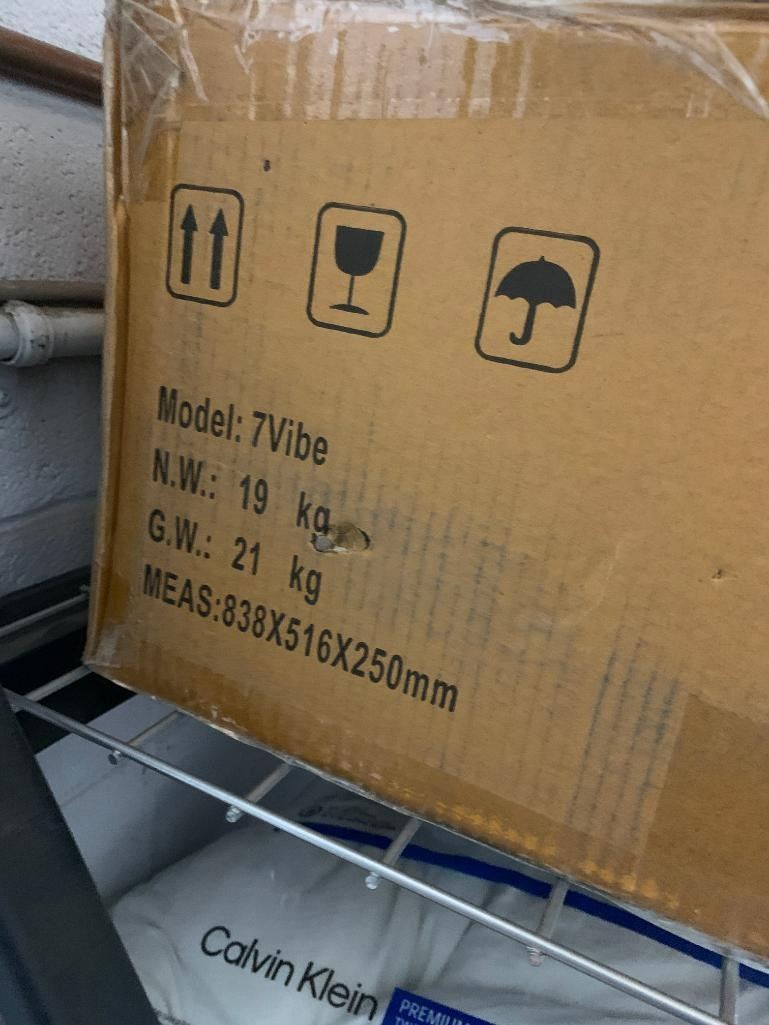 Model: 7Vibe
N.W.: 19 kg
G.W.: 21 kg
MEAS:838X516X250mm
Calvin Klein
PREMIUM